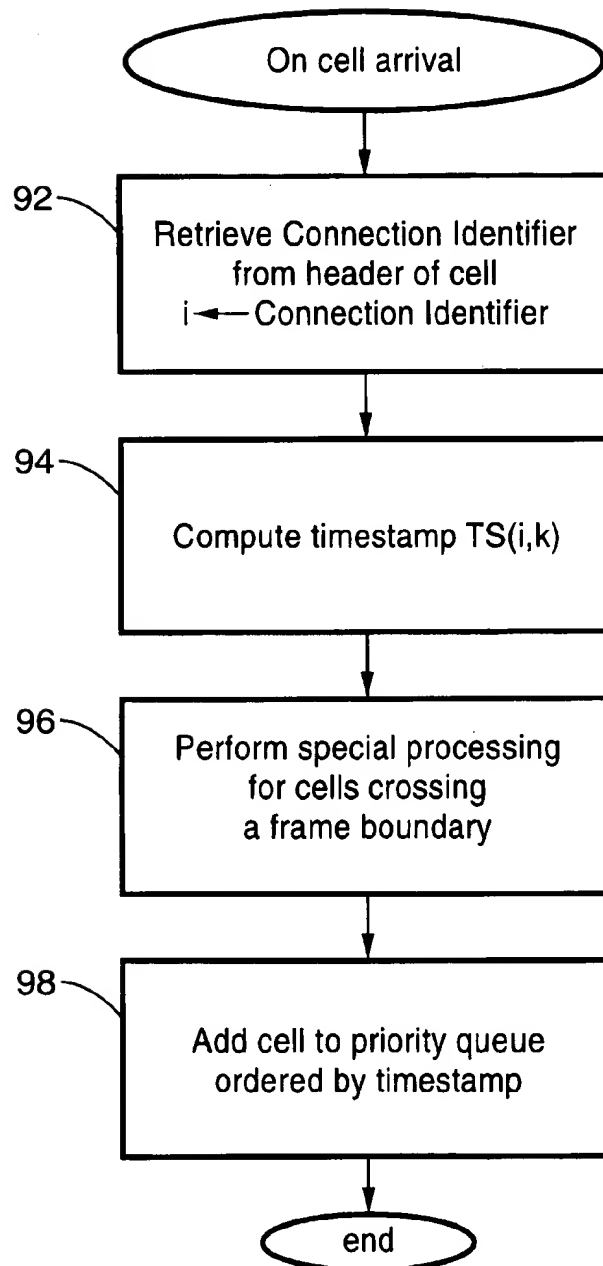 On cell arrival
92
Retrieve Connection Identifier
from header of cell
i ← Connection Identifier
94
Compute timestamp TS(i,k)
96
Perform special processing
for cells crossing
a frame boundary
98
Add cell to priority queue
ordered by timestamp
end